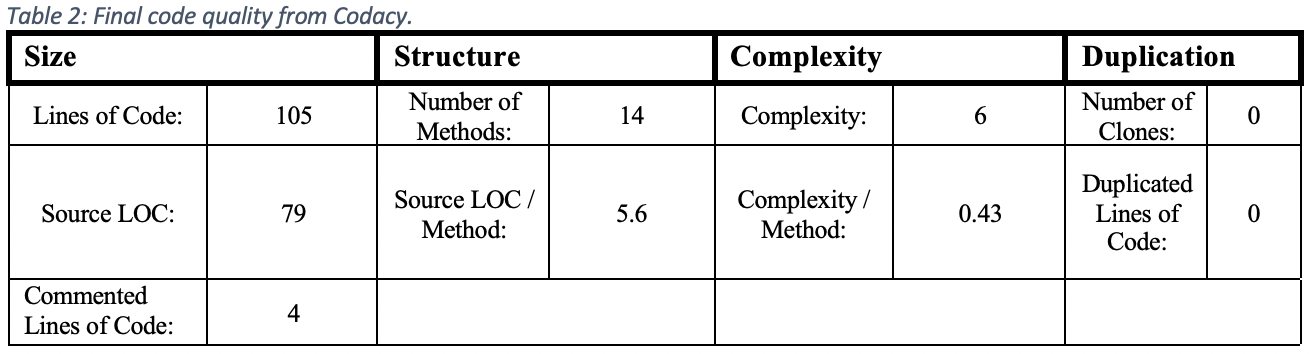 Table 2: Final code quality from Codacy.
Size Structure Complexity Duplication
Lines of Code: 105 Number of Methods: 14 Complexity: 6 Number of Clones: 0
Source LOC: 79 Source LOC / Method: 5.6 Complexity / Method: 0.43 Duplicated Lines of Code: 0
Commented Lines of Code: 4